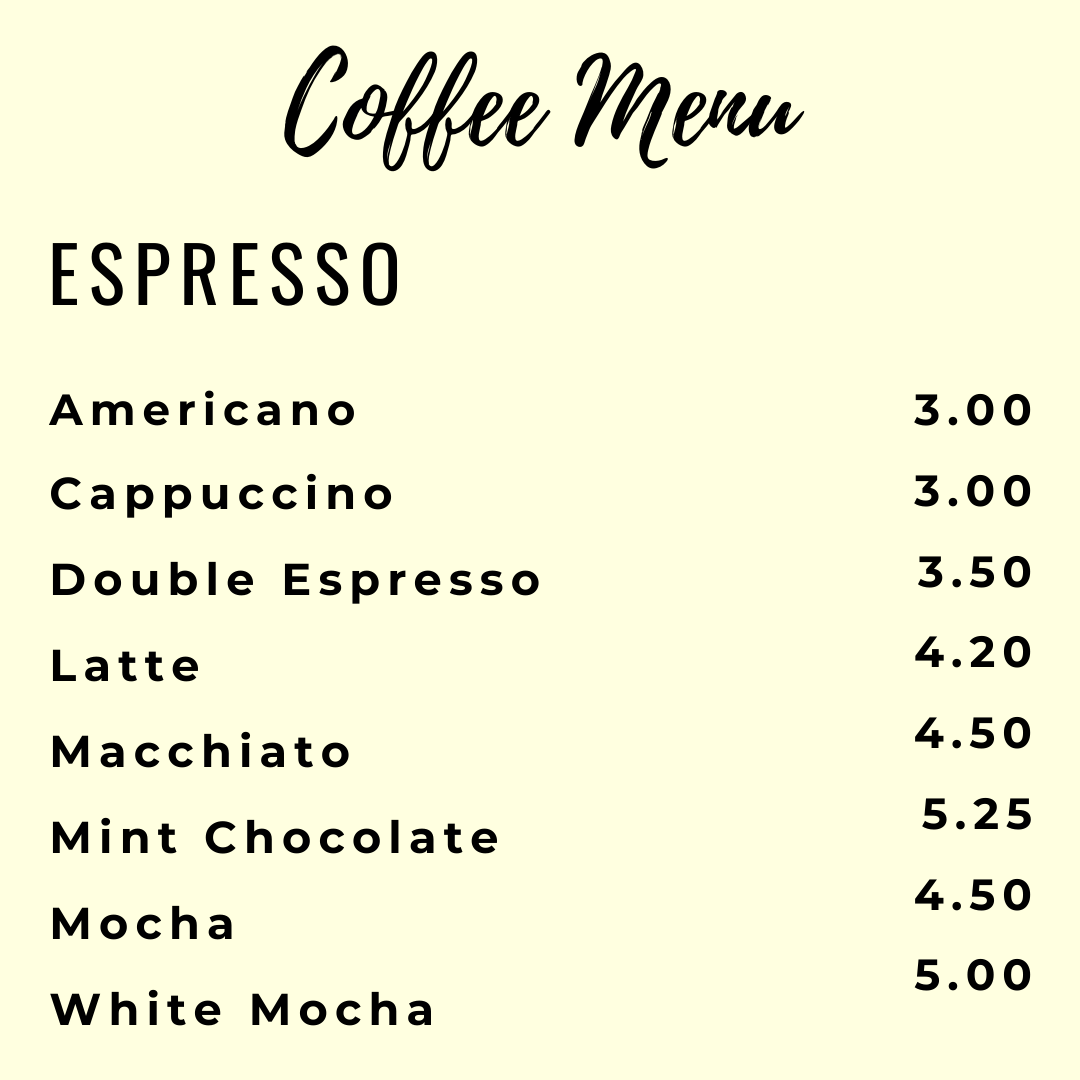 Coffee Menu
ESPRESSO
Americano 3.00
Cappuccino 3.00
Double Espresso 3.50
Latte 4.20
Macchiato 4.50
Mint Chocolate 5.25
Mocha 4.50
White Mocha 5.00